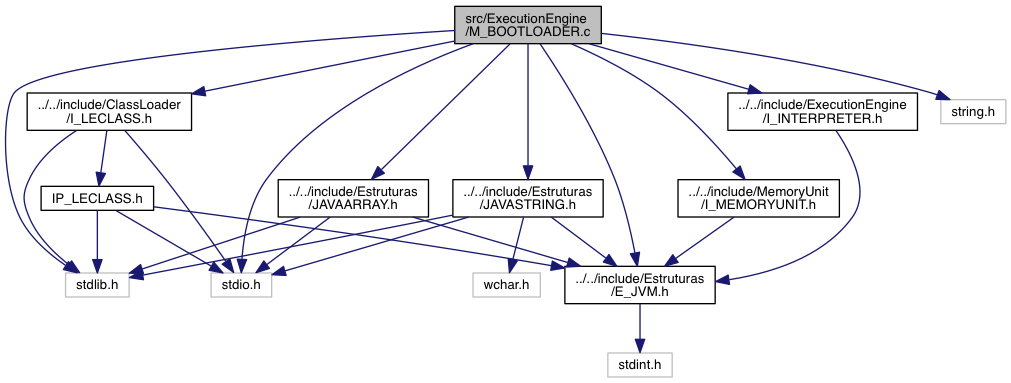 src/ExecutionEngine
/M_BOOTLOADER.c
../../include/ClassLoader
/I_LECLASS.h
../../include/ExecutionEngine
/I_INTERPRETER.h
string.h
IP_LECLASS.h
../../include/Estruturas
/JAVAARRAY.h
../../include/Estruturas
/JAVASTRING.h
../../include/MemoryUnit
/I_MEMORYUNIT.h
stdlib.h
stdio.h
wchar.h
../../include/Estruturas
/E_JVM.h
stdint.h